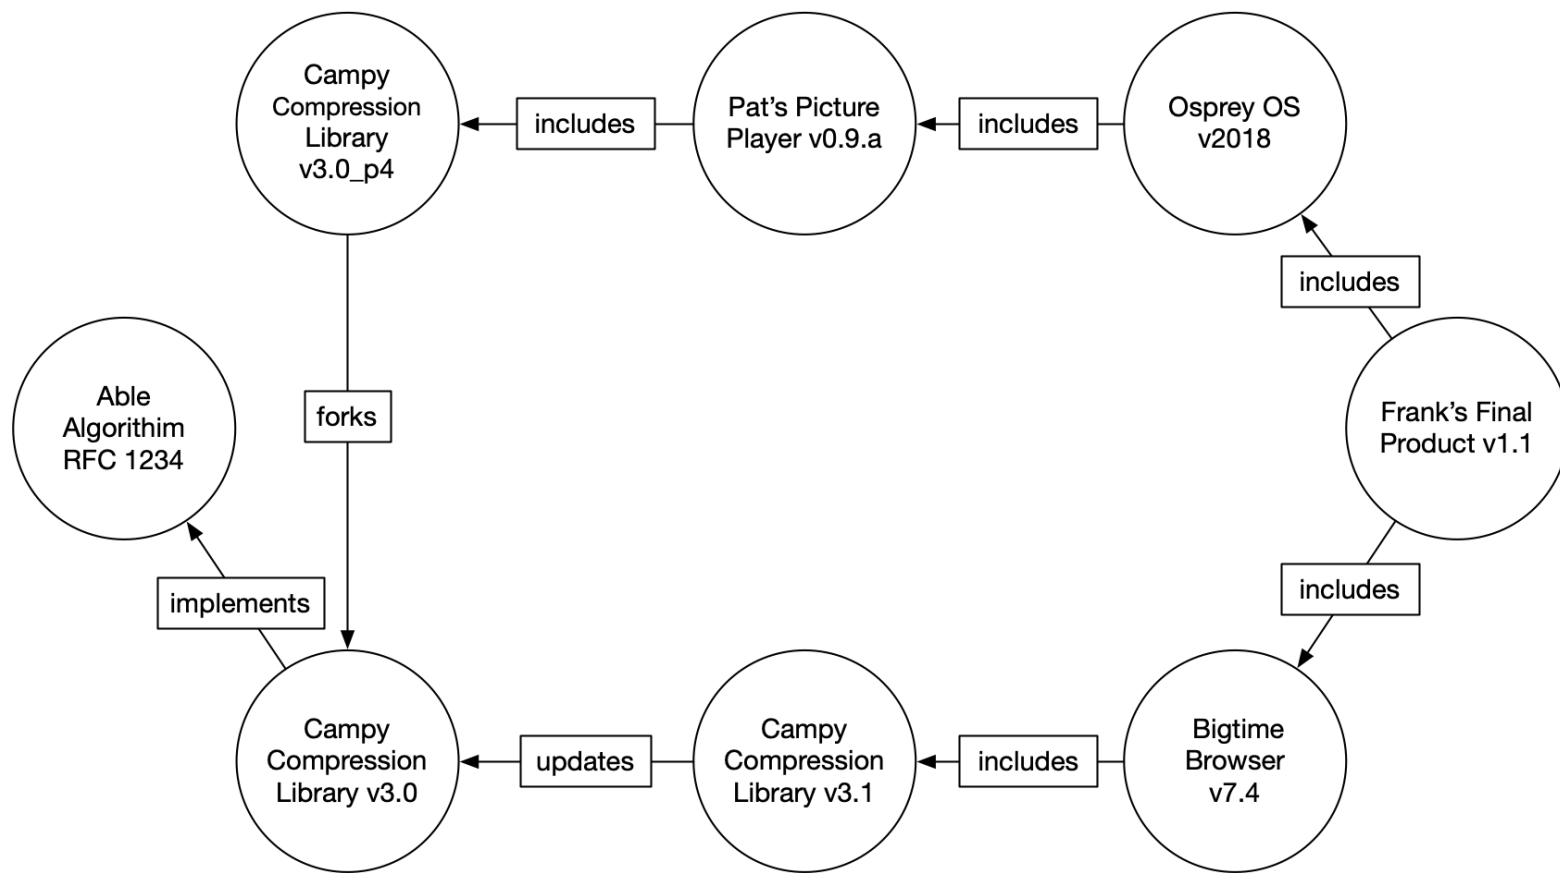 Campy
Compression
Library
v3.0_p4
includes
Pat's Picture
Player v0.9.a
includes
Osprey OS
v2018
includes
Able
Algorithim
RFC 1234
forks
Frank's Final
Product v1.1
implements
includes
Campy
Compression
Library v3.0
updates
Campy
Compression
Library v3.1
includes
Bigtime
Browser
v7.4